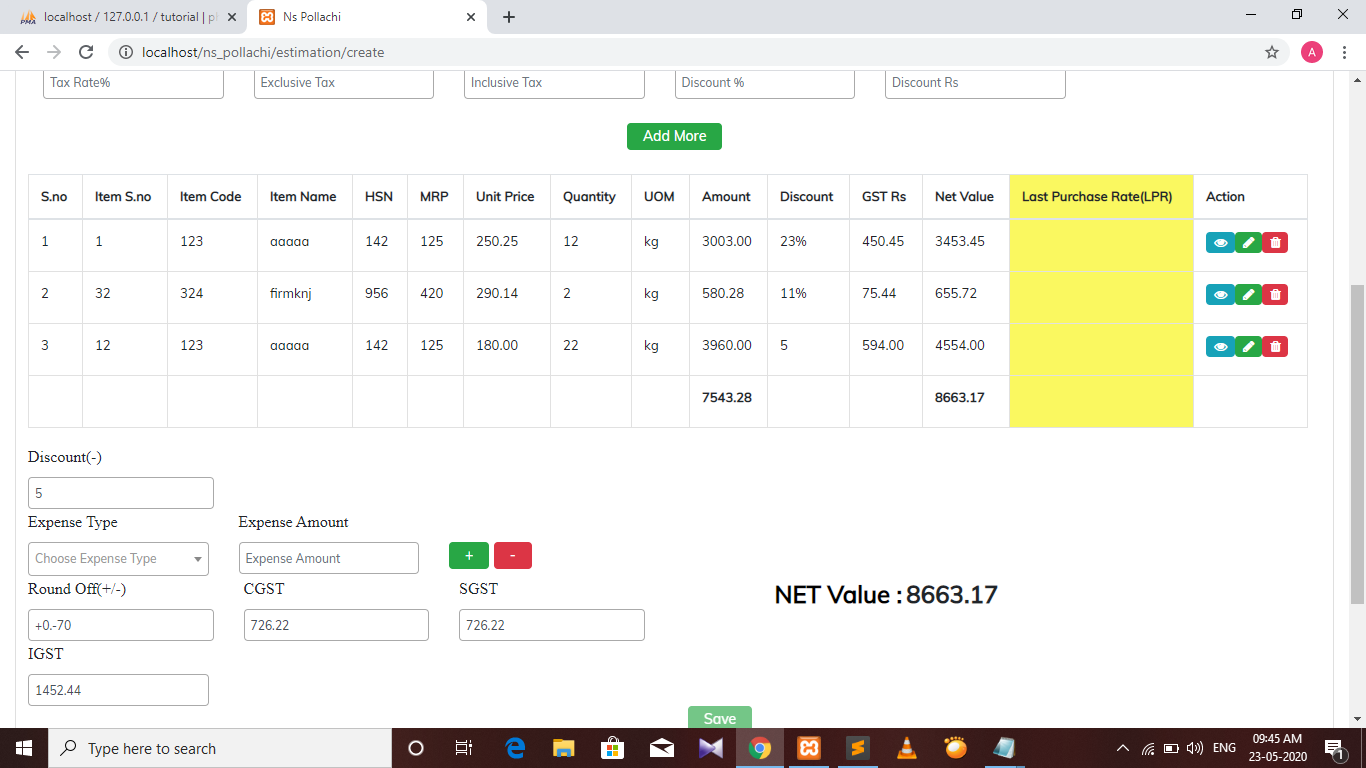 localhost / 127.0.0.1 / tutorial | p
Ns Pollachi
localhost/ns_pollachi/estimation/create
A
Tax Rate% Exclusive Tax Inclusive Tax Discount % Discount Rs
Add More
S.no Item S.no Item Code Item Name HSN MRP Unit Price Quantity UOM Amount Discount GST Rs Net Value Last Purchase Rate(LPR) Action
1 1 123 aaaaa 142 125 250.25 12 kg 3003.00 23% 450.45 3453.45
2 32 324 firmknj 956 420 290.14 2 kg 580.28 11% 75.44 655.72
3 12 123 aaaaa 142 125 180.00 22 kg 3960.00 5 594.00 4554.00
7543.28 8663.17
Discount(-)
5
Expense Type Expense Amount
Choose Expense Type Expense Amount + -
Round Off(+/-) CGST SGST
NET Value : 8663.17
+0.-70 726.22 726.22
IGST
1452.44
Save
Type here to search
ENG
09:45 AM
23-05-2020
1